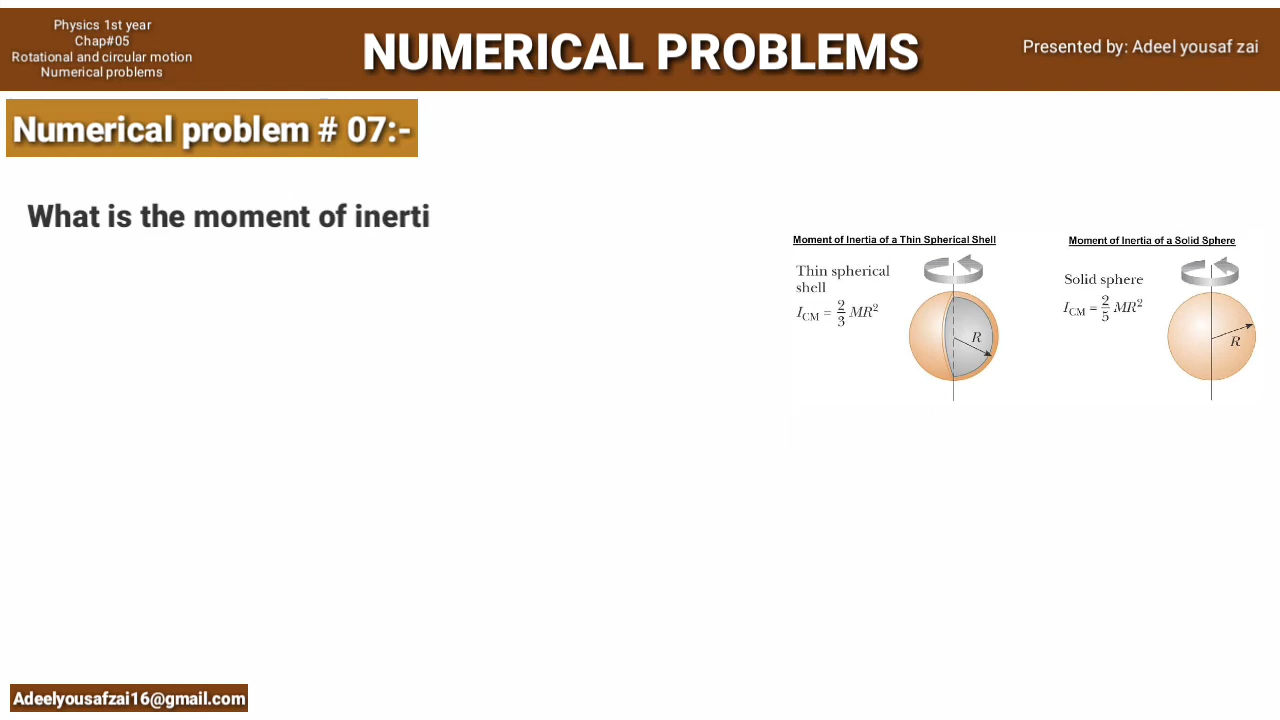 Physics 1st year
Chap#05
Rotational and circular motion
Numerical problems
NUMERICAL PROBLEMS
Presented by: Adeel yousaf zai
Numerical problem # 07:-
What is the moment of inerti
Moment of Inertia of a Thin Spherical Shell
Thin spherical
shell
I_CM = 2/3 MR²
R
Moment of Inertia of a Solid Sphere
Solid sphere
I_CM = 2/5 MR²
R
Adeelyousafzai16@gmail.com